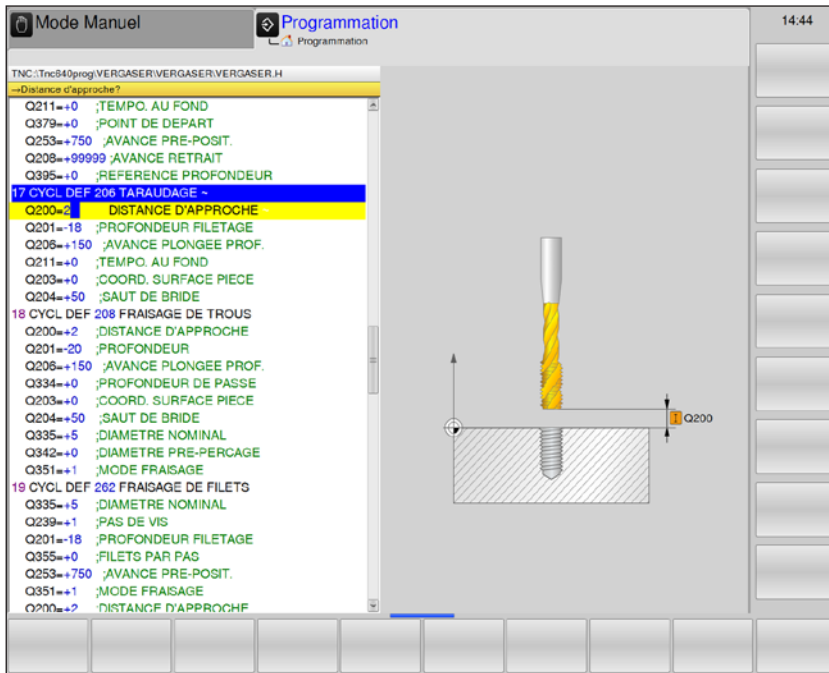 Mode Manuel
Programmation
Programmation
14:44
TNC:\Tnc640prog\VERGASER\VERGASER\VERGASER.H
→Distance d'approche?
Q211=+0 ;TEMPO. AU FOND
Q379=+0 ;POINT DE DEPART
Q253=+750 ;AVANCE PRE-POSIT.
Q208=+99999 ;AVANCE RETRAIT
Q395=+0 ;REFERENCE PROFONDEUR
17 CYCL DEF 206 TARAUDAGE ~
Q200=2 DISTANCE D'APPROCHE ~
Q201=-18 ;PROFONDEUR FILETAGE
Q206=+150 ;AVANCE PLONGEE PROF.
Q211=+0 ;TEMPO. AU FOND
Q203=+0 ;COORD. SURFACE PIECE
Q204=+50 ;SAUT DE BRIDE
18 CYCL DEF 208 FRAISAGE DE TROUS
Q200=+2 ;DISTANCE D'APPROCHE
Q201=-20 ;PROFONDEUR
Q206=+150 ;AVANCE PLONGEE PROF.
Q334=+0 ;PROFONDEUR DE PASSE
Q203=+0 ;COORD. SURFACE PIECE
Q204=+50 ;SAUT DE BRIDE
Q335=+5 ;DIAMETRE NOMINAL
Q342=+0 ;DIAMETRE PRE-PERCAGE
Q351=+1 ;MODE FRAISAGE
19 CYCL DEF 262 FRAISAGE DE FILETS
Q335=+5 ;DIAMETRE NOMINAL
Q239=+1 ;PAS DE VIS
Q201=-18 ;PROFONDEUR FILETAGE
Q355=+0 ;FILETS PAR PAS
Q253=+750 ;AVANCE PRE-POSIT.
Q351=+1 ;MODE FRAISAGE
Q200=+2 ;DISTANCE D'APPROCHE
Q200